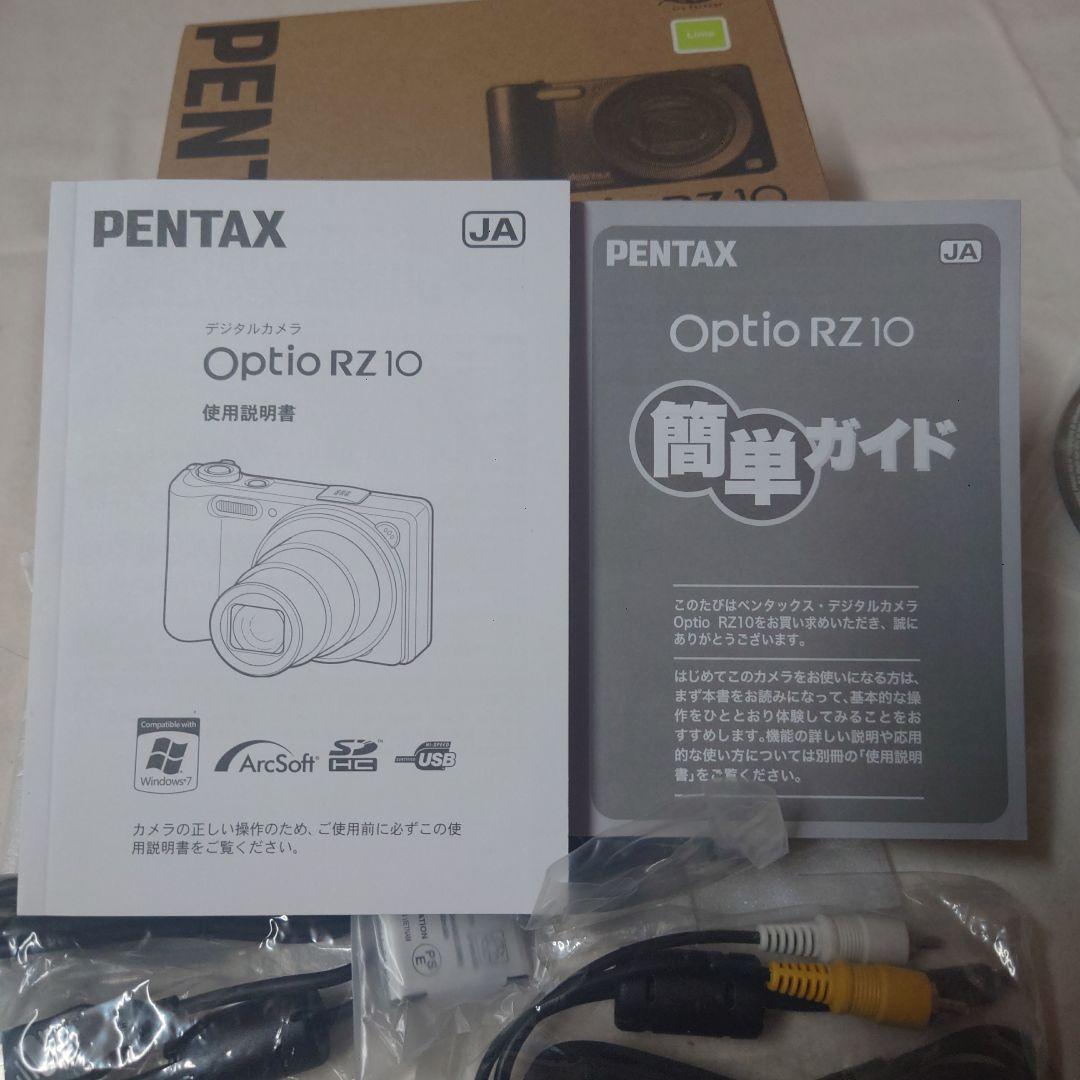 PENT
Lime
Optio RZ10
PENTAX
JA
デジタルカメラ
Optio RZ10
使用説明書
Compatible with
Windows 7
ArcSoft
SD
HC
HI-SPEED
CERTIFIED
USB
カメラの正しい操作のため、ご使用前に必ずこの使
用説明書をご覧ください。
PENTAX
JA
Optio RZ10
簡単ガイド
このたびはペンタックス・デジタルカメラ
Optio RZ10をお買い求めいただき、誠に
ありがとうございます。
はじめてこのカメラをお使いになる方は、
まず本書をお読みになって、基本的な操
作をひととおり体験してみることをお
すすめします。機能の詳しい説明や応用
的な使い方については別冊の「使用説明
書」をご覧ください。
PS
E